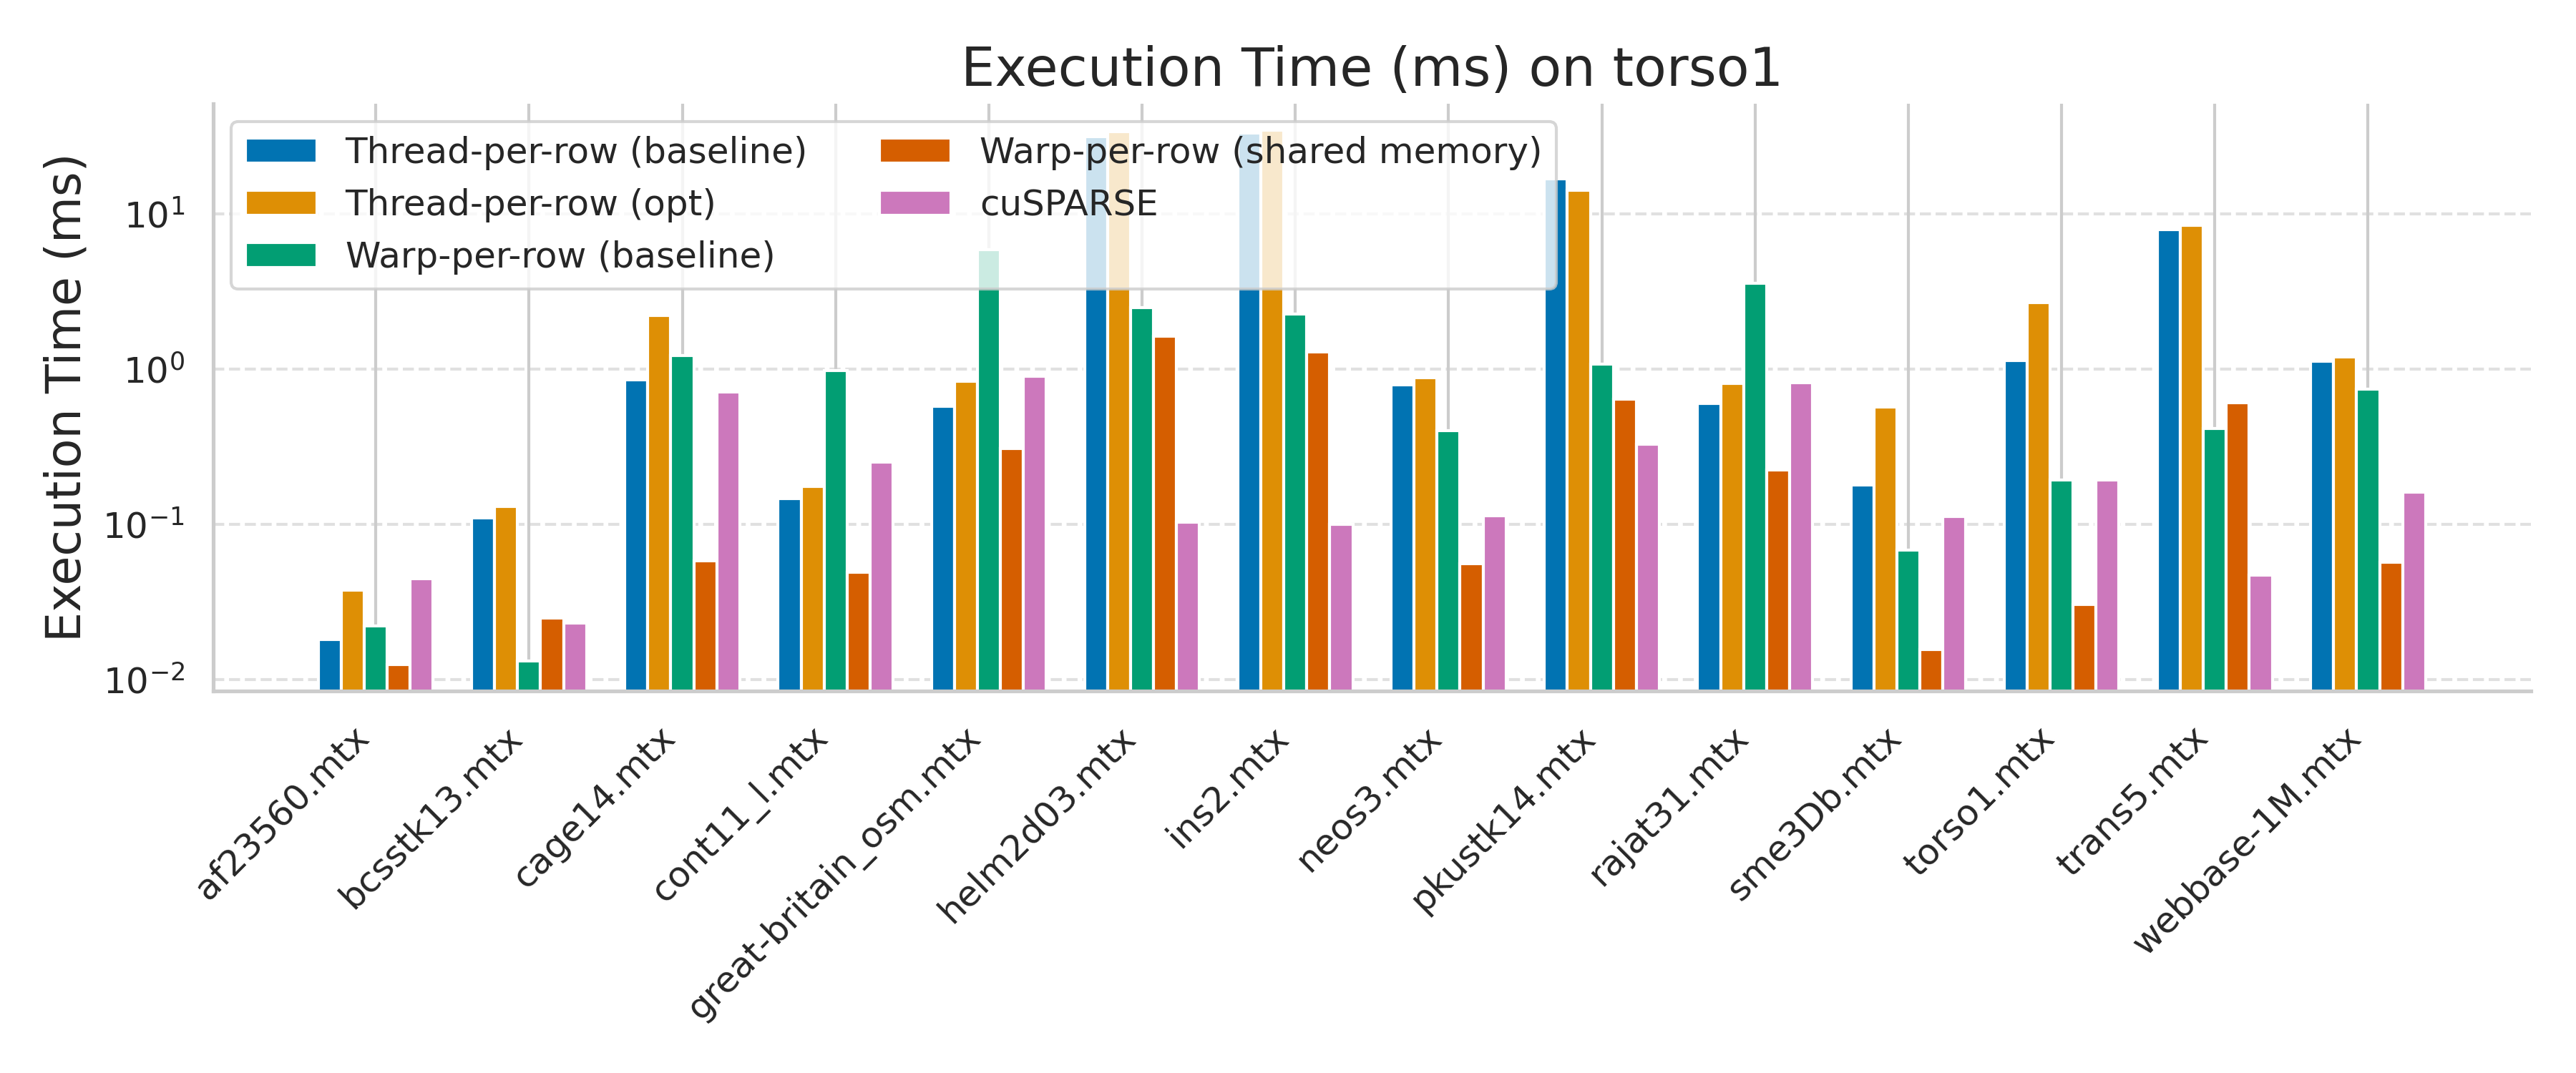 Execution Time (ms) on torso1
Execution Time (ms)
Thread-per-row (baseline)
Thread-per-row (opt)
Warp-per-row (baseline)
Warp-per-row (shared memory)
cuSPARSE
10¹
10⁰
10⁻¹
10⁻²
af23560.mtx
bcsstk13.mtx
cage14.mtx
cont11_l.mtx
great-britain_osm.mtx
helm2d03.mtx
ins2.mtx
neos3.mtx
pkustk14.mtx
rajat31.mtx
sme3Db.mtx
torso1.mtx
trans5.mtx
webbase-1M.mtx